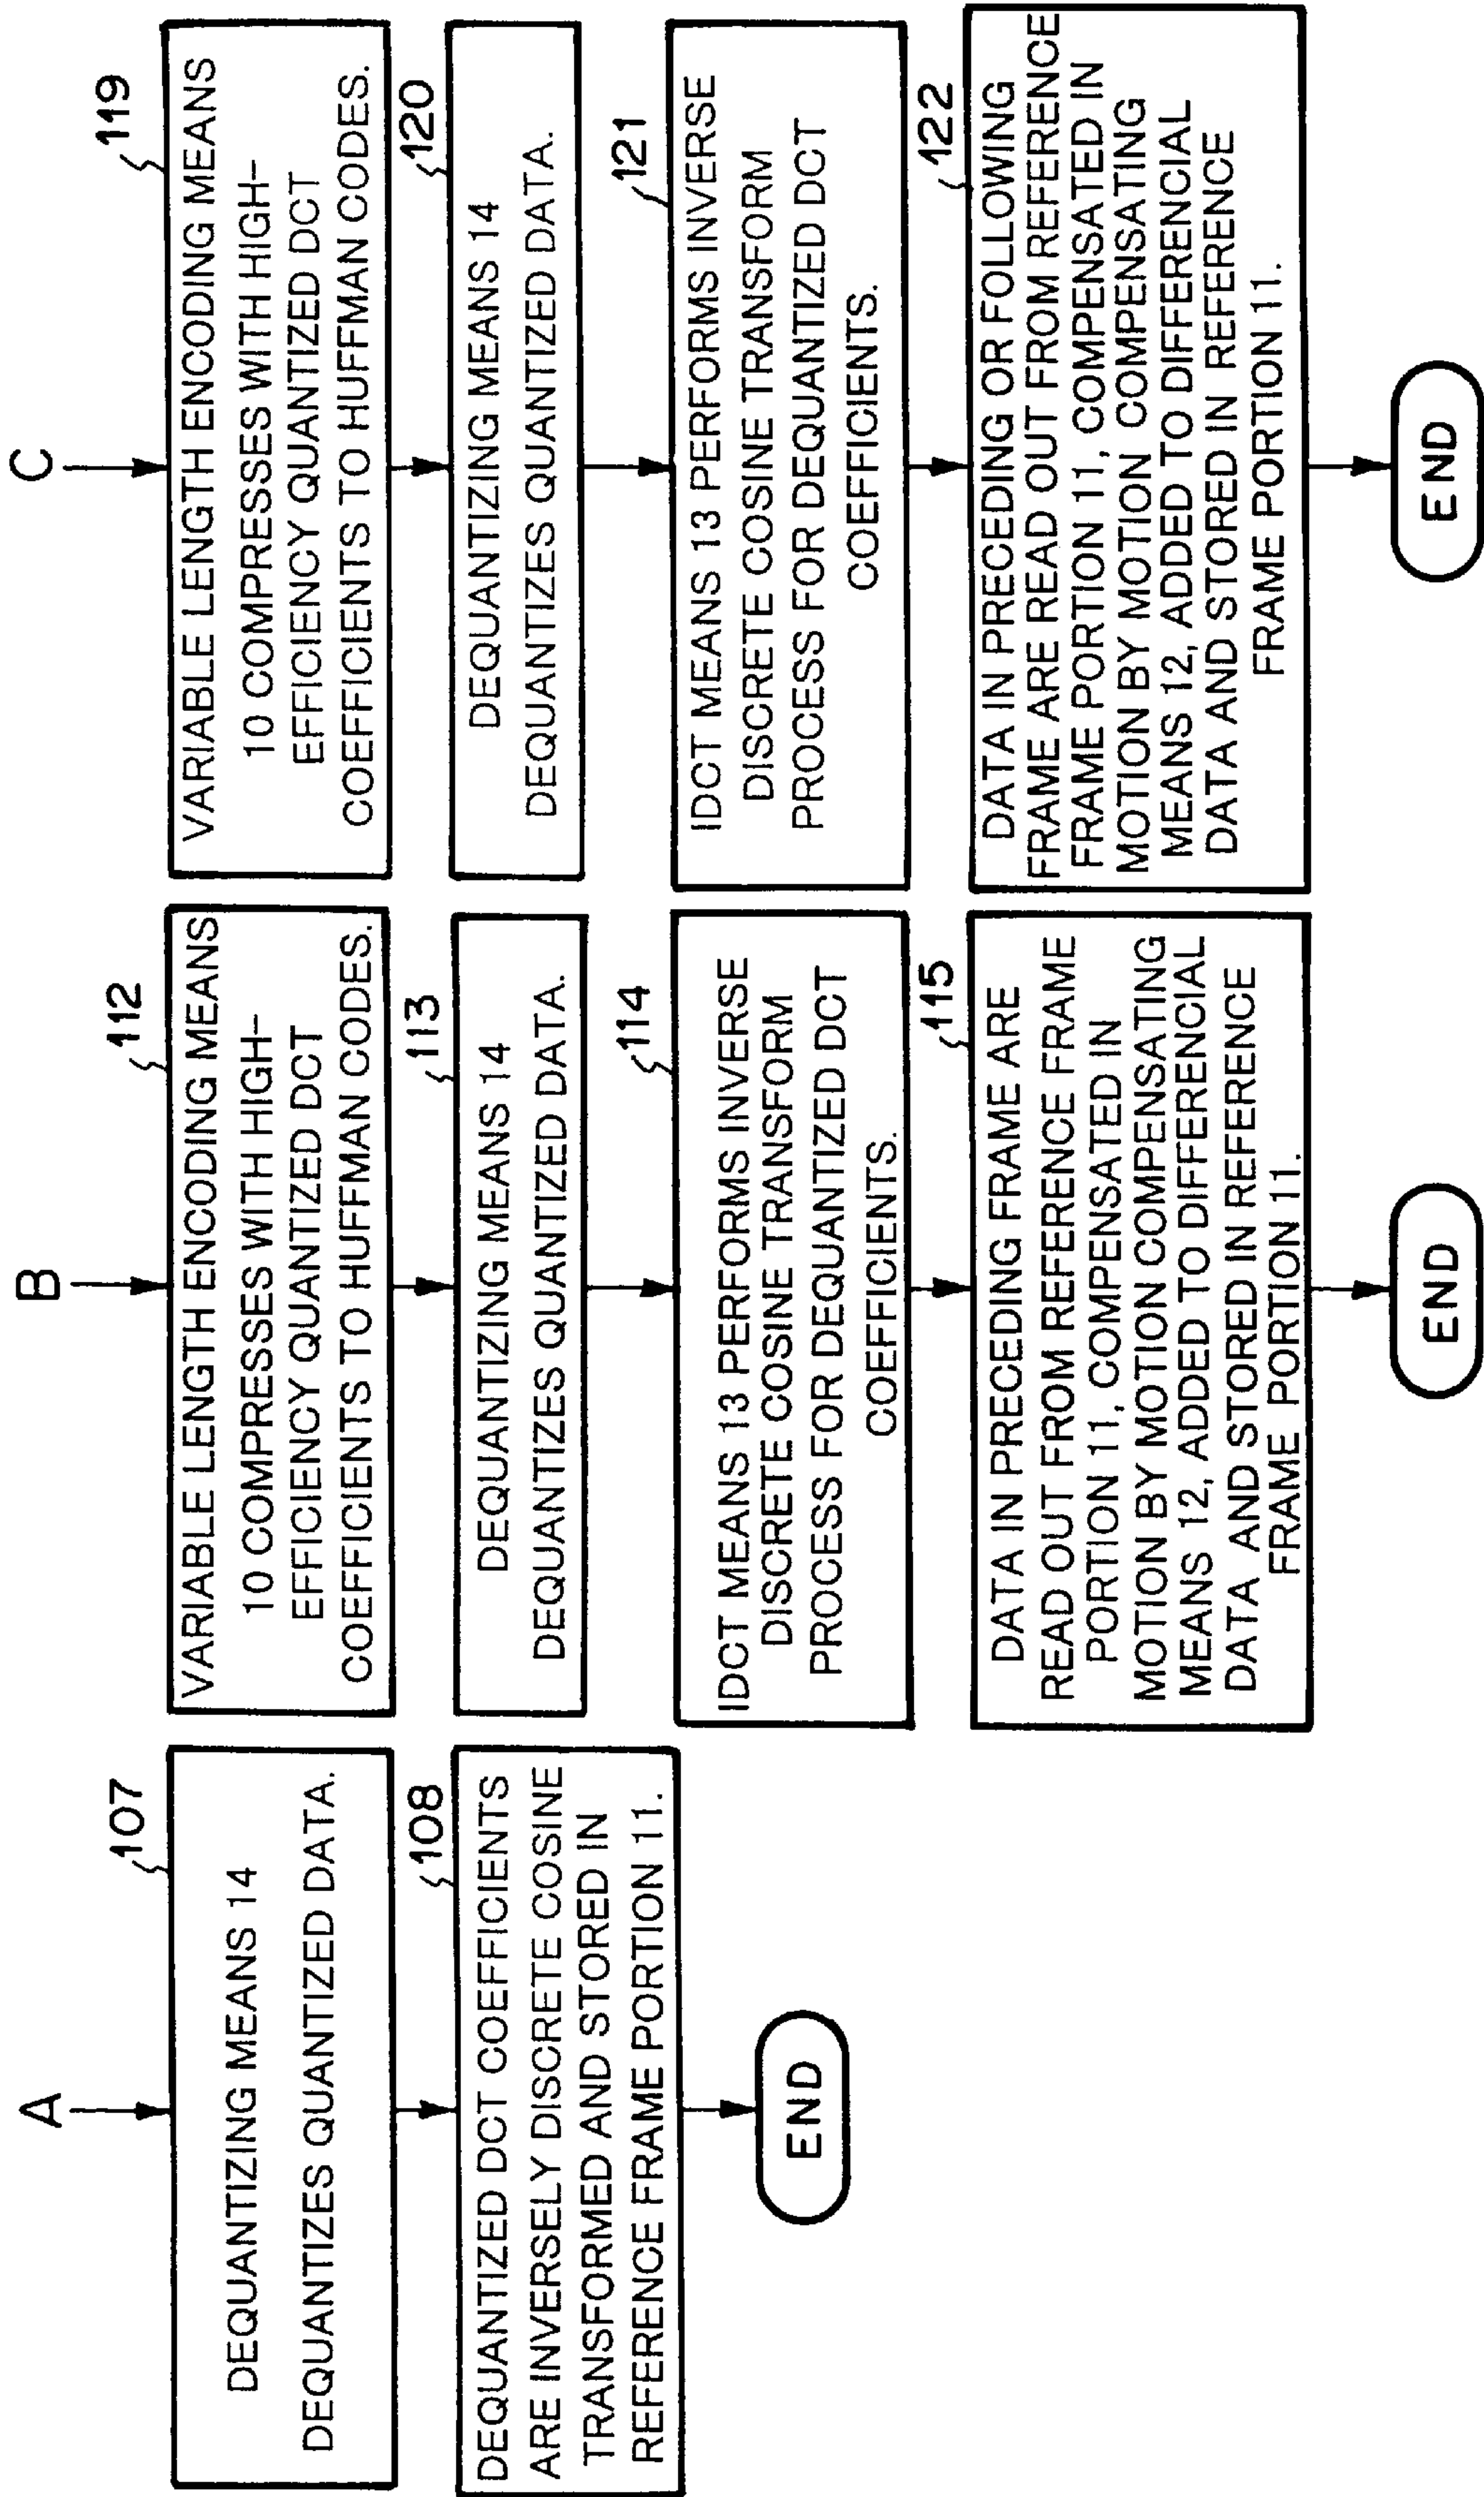 A
107
DEQUANTIZING MEANS 14
DEQUANTIZES QUANTIZED DATA.
108
DEQUANTIZED DCT COEFFICIENTS
ARE INVERSELY DISCRETE COSINE
TRANSFORMED AND STORED IN
REFERENCE FRAME PORTION 11.
END
B
112
VARIABLE LENGTH ENCODING MEANS
10 COMPRESSES WITH HIGH-
EFFICIENCY QUANTIZED DCT
COEFFICIENTS TO HUFFMAN CODES.
113
DEQUANTIZING MEANS 14
DEQUANTIZES QUANTIZED DATA.
114
IDCT MEANS 13 PERFORMS INVERSE
DISCRETE COSINE TRANSFORM
PROCESS FOR DEQUANTIZED DCT
COEFFICIENTS.
115
DATA IN PRECEDING FRAME ARE
READ OUT FROM REFERENCE FRAME
PORTION 11, COMPENSATED IN
MOTION BY MOTION COMPENSATING
MEANS 12, ADDED TO DIFFERENCIAL
DATA AND STORED IN REFERENCE
FRAME PORTION 11.
END
C
119
VARIABLE LENGTH ENCODING MEANS
10 COMPRESSES WITH HIGH-
EFFICIENCY QUANTIZED DCT
COEFFICIENTS TO HUFFMAN CODES.
120
DEQUANTIZING MEANS 14
DEQUANTIZES QUANTIZED DATA.
121
IDCT MEANS 13 PERFORMS INVERSE
DISCRETE COSINE TRANSFORM
PROCESS FOR DEQUANTIZED DCT
COEFFICIENTS.
122
DATA IN PRECEDING OR FOLLOWING
FRAME ARE READ OUT FROM REFERENCE
FRAME PORTION 11, COMPENSATED IN
MOTION BY MOTION COMPENSATING
MEANS 12, ADDED TO DIFFERENCIAL
DATA AND STORED IN REFERENCE
FRAME PORTION 11.
END